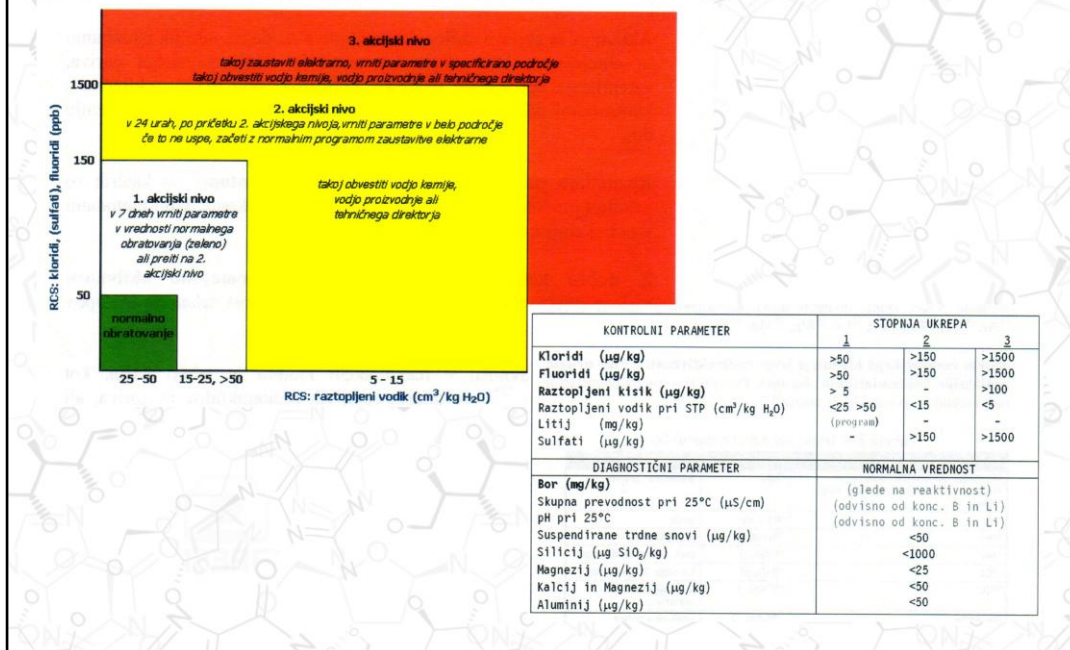 3. akcijski nivo
takoj zaustaviti elektrarno, vrniti parametre v specificirano področje
takoj obvestiti vodjo kemije, vodjo proizvodnje ali tehničnega direktorja
1500
2. akcijski nivo
v 24 urah, po pričetku 2. akcijskega nivoja, vrniti parametre v belo področje
če to ne uspe, začeti z normalnim programom zaustavitve elektrarne
150
takoj obvestiti vodjo kemije,
vodjo proizvodnje ali
tehničnega direktorja
1. akcijski nivo
v 7 dneh vrniti parametre
v vrednosti normalnega
obratovanja (zeleno)
ali preiti na 2.
akcijski nivo
50
normalno
obratovanje
RCS: kloridi, (sulfati), fluoridi (ppb)
25 -50 15-25, >50 5 - 15
RCS: raztopljeni vodik (cm³/kg H₂O)
KONTROLNI PARAMETER STOPNJA UKREPA
1 2 3
Kloridi (µg/kg) >50 >150 >1500
Fluoridi (µg/kg) >50 >150 >1500
Raztopljeni kisik (µg/kg) > 5 - >100
Raztopljeni vodik pri STP (cm³/kg H₂O) <25 >50 <15 <5
Litij (mg/kg) (program) - -
Sulfati (µg/kg) - >150 >1500
DIAGNOSTIČNI PARAMETER NORMALNA VREDNOST
Bor (mg/kg) (glede na reaktivnost)
Skupna prevodnost pri 25°C (µS/cm) (odvisno od konc. B in Li)
pH pri 25°C (odvisno od konc. B in Li)
Suspendirane trdne snovi (µg/kg) <50
Silicij (µg SiO₂/kg) <1000
Magnezij (µg/kg) <25
Kalcij in Magnezij (µg/kg) <50
Aluminij (µg/kg) <50